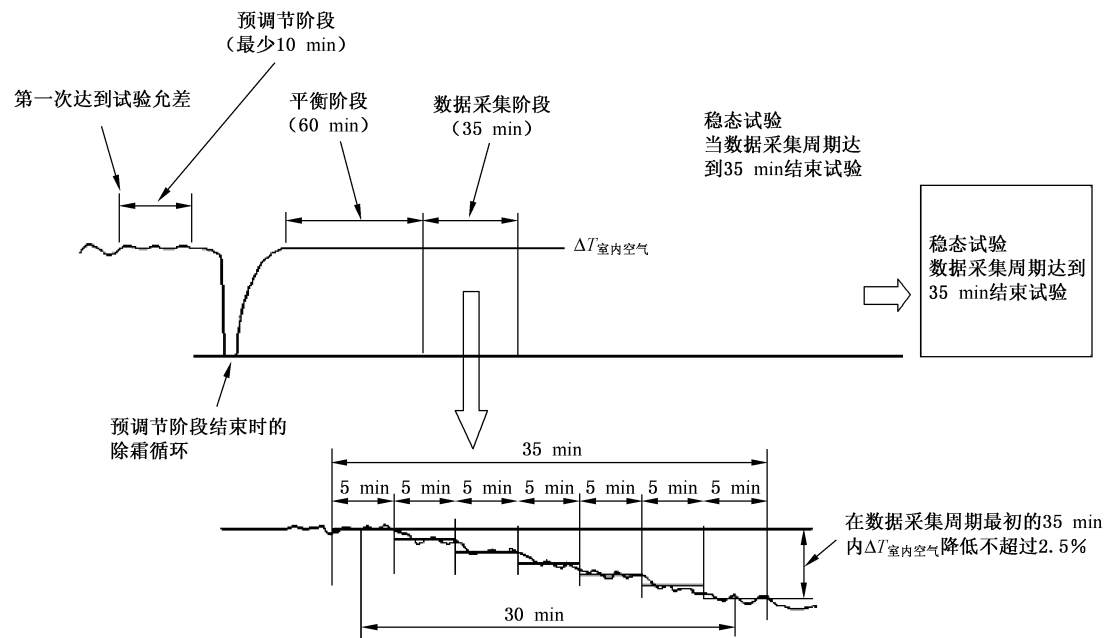 预调节阶段
（最少10 min）
第一次达到试验允差
平衡阶段
（60 min）
数据采集阶段
（35 min）
稳态试验
当数据采集周期达
到35 min结束试验
ΔT室内空气
稳态试验
数据采集周期达到
35 min结束试验
预调节阶段结束时的
除霜循环
35 min
5 min 5 min 5 min 5 min 5 min 5 min 5 min
在数据采集周期最初的35 min
内ΔT室内空气降低不超过2.5%
30 min